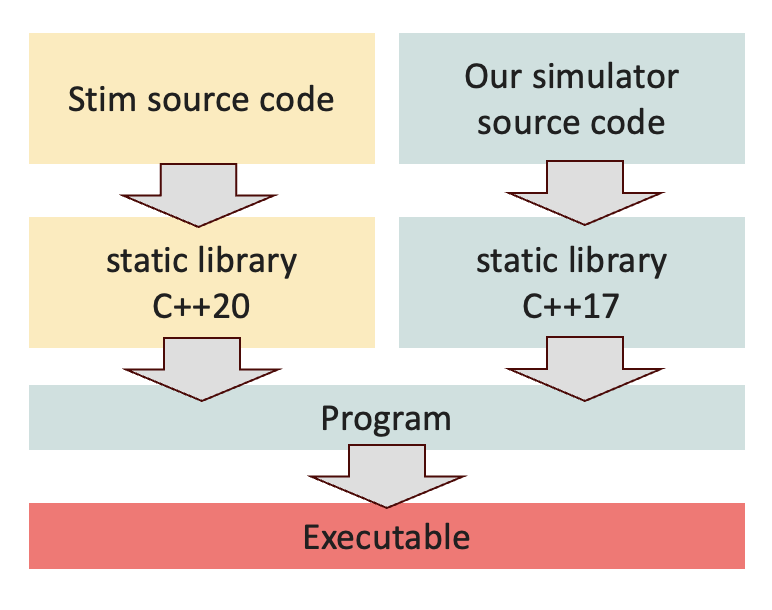 Stim source code
Our simulator
source code
static library
C++20
static library
C++17
Program
Executable